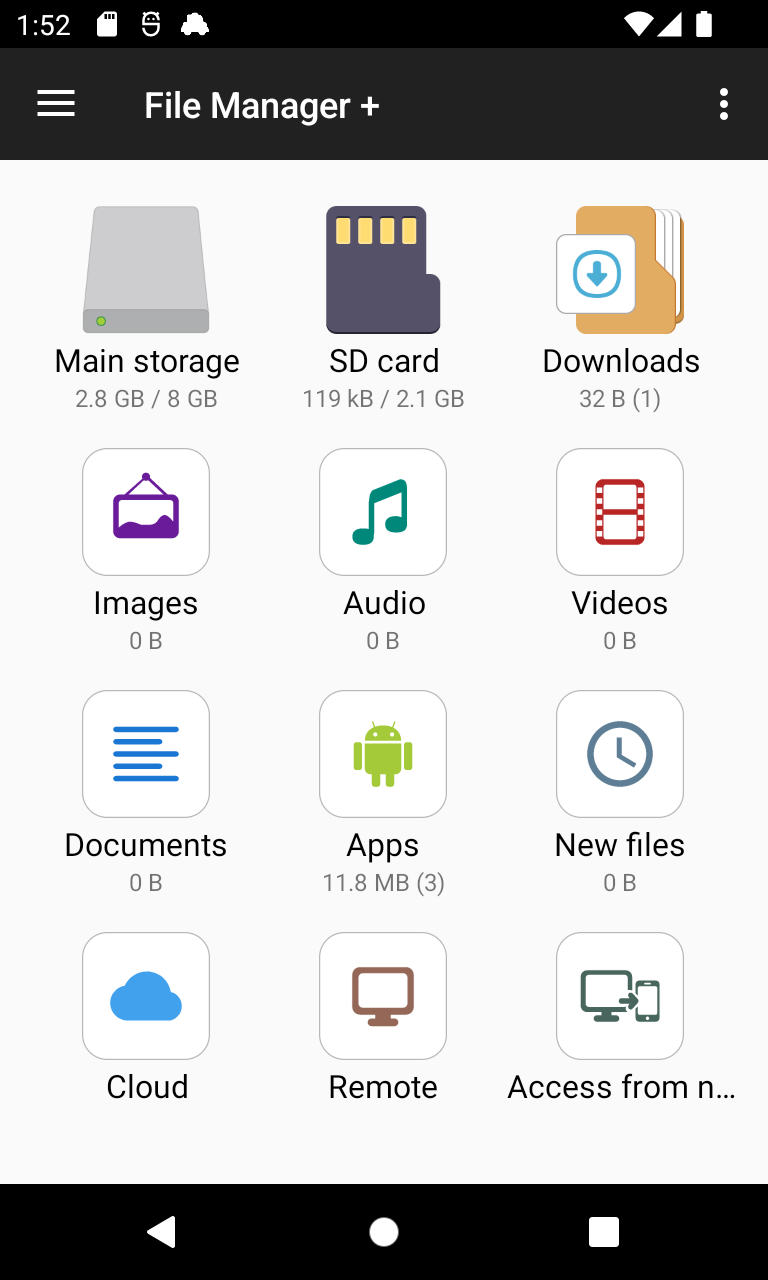 1:52
File Manager +
Main storage
SD card
Downloads
2.8 GB / 8 GB
119 kB / 2.1 GB
32 B (1)
Images
Audio
Videos
0 B
0 B
0 B
Documents
Apps
New files
0 B
11.8 MB (3)
0 B
Cloud
Remote
Access from n...